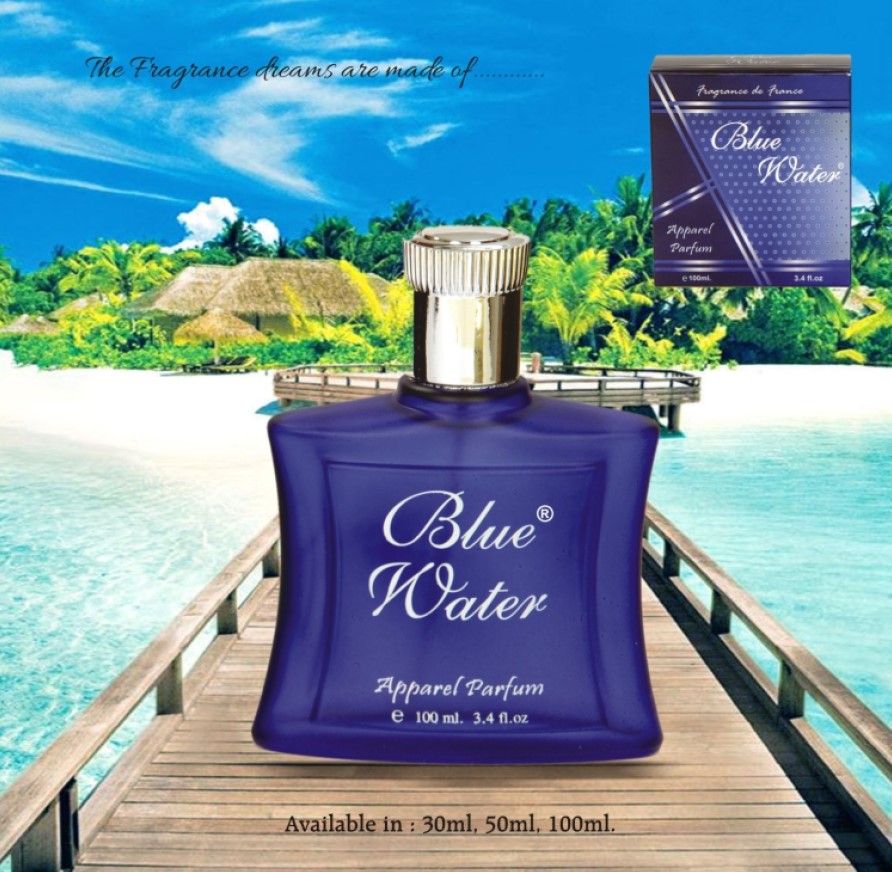 The Fragrance dreams are made of............
Fragrance de France
Blue
Water®
Apparel
Parfum
e 100ml. 3.4 fl.oz
Blue®
Water
Apparel Parfum
e 100 ml. 3.4 fl.oz
Available in : 30ml, 50ml, 100ml.